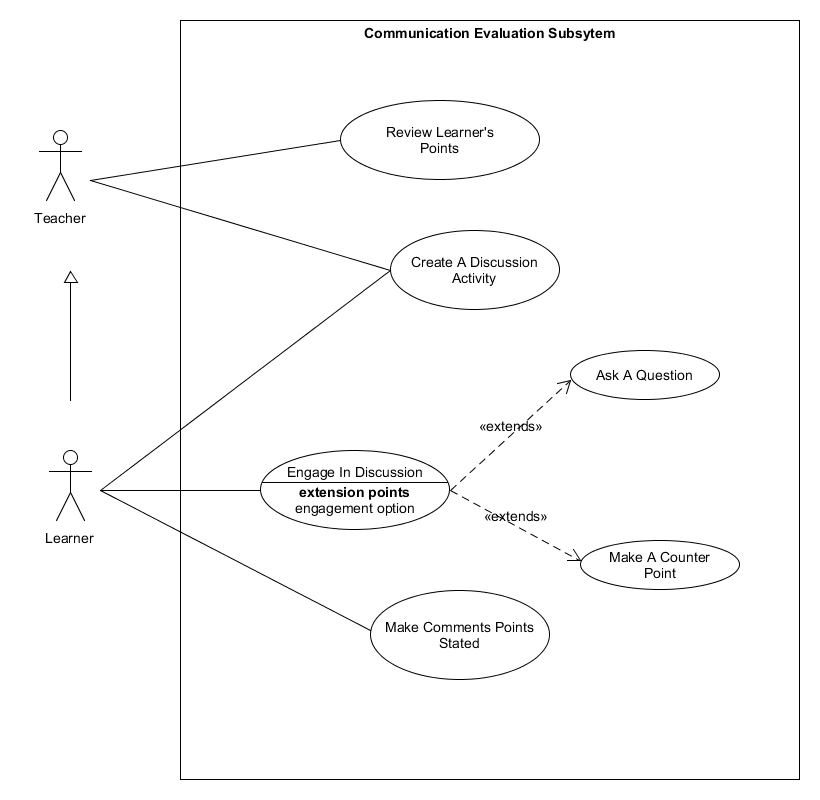 Communication Evaluation Subsytem
Review Learner's
Points
Teacher
Create A Discussion
Activity
Ask A Question
«extends»
Engage In Discussion
extension points
engagement option
«extends»
Learner
Make A Counter
Point
Make Comments Points
Stated